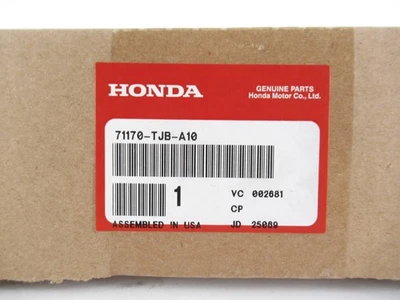 HONDA
GENUINE PARTS
Honda Motor Co., Ltd.
71170-TJB-A10
1
VC 002681
CP
ASSEMBLED IN USA
JD 25069